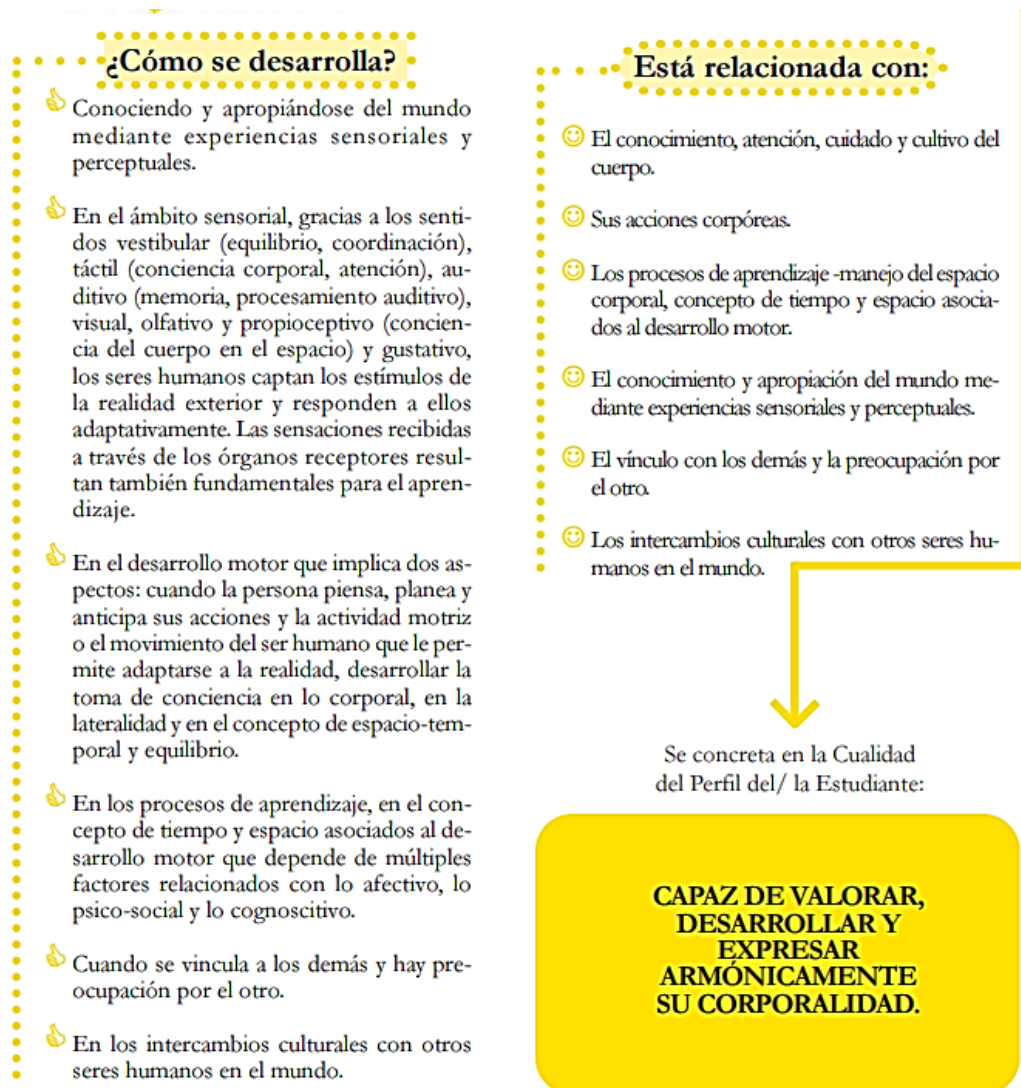 ¿Cómo se desarrolla?
Conociendo y apropiándose del mundo
mediante experiencias sensoriales y
perceptuales.
En el ámbito sensorial, gracias a los senti-
dos vestibular (equilibrio, coordinación),
táctil (conciencia corporal, atención), au-
ditivo (memoria, procesamiento auditivo),
visual, olfativo y propioceptivo (concien-
cia del cuerpo en el espacio) y gustativo,
los seres humanos captan los estímulos de
la realidad exterior y responden a ellos
adaptativamente. Las sensaciones recibidas
a través de los órganos receptores resul-
tan también fundamentales para el apren-
dizaje.
En el desarrollo motor que implica dos as-
pectos: cuando la persona piensa, planea y
anticipa sus acciones y la actividad motriz
o el movimiento del ser humano que le per-
mite adaptarse a la realidad, desarrollar la
toma de conciencia en lo corporal, en la
lateralidad y en el concepto de espacio-tem-
poral y equilibrio.
En los procesos de aprendizaje, en el con-
cepto de tiempo y espacio asociados al de-
sarrollo motor que depende de múltiples
factores relacionados con lo afectivo, lo
psico-social y lo cognoscitivo.
Cuando se vincula a los demás y hay pre-
ocupación por el otro.
En los intercambios culturales con otros
seres humanos en el mundo.
Está relacionada con:
El conocimiento, atención, cuidado y cultivo del
cuerpo.
Sus acciones corpóreas.
Los procesos de aprendizaje -manejo del espacio
corporal, concepto de tiempo y espacio asocia-
dos al desarrollo motor.
El conocimiento y apropiación del mundo me-
diante experiencias sensoriales y perceptuales.
El vínculo con los demás y la preocupación por
el otro.
Los intercambios culturales con otros seres hu-
manos en el mundo.
Se concreta en la Cualidad
del Perfil del/ la Estudiante:
CAPAZ DE VALORAR,
DESARROLLAR Y
EXPRESAR
ARMÓNICAMENTE
SU CORPORALIDAD.